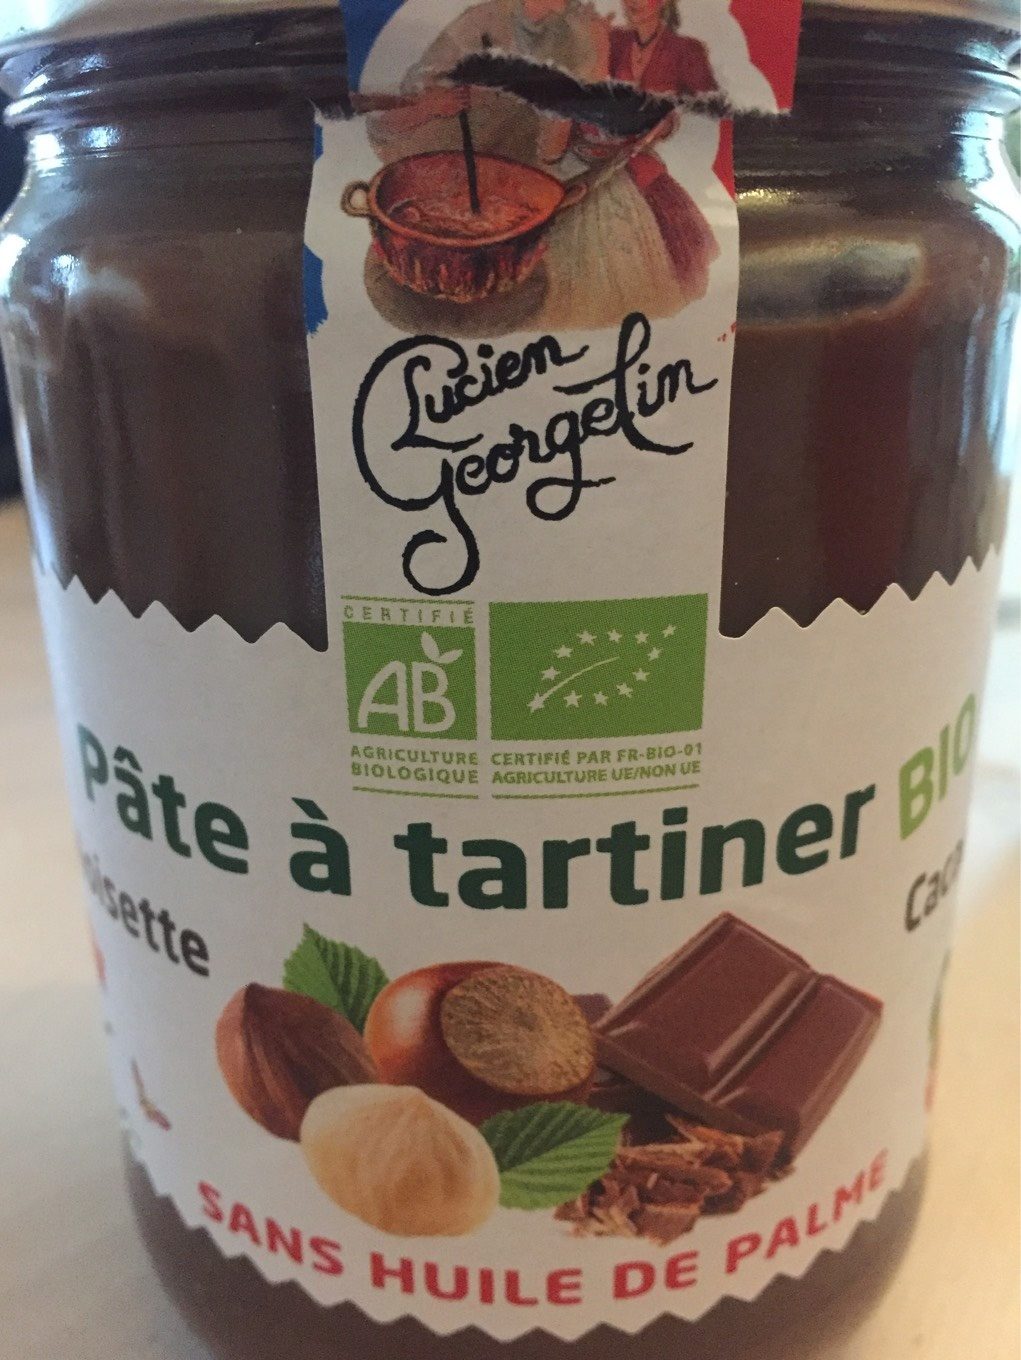 Lucien
Georgelin
CERTIFIÉ
AB
AGRICULTURE
BIOLOGIQUE
CERTIFIÉ PAR FR-BIO-01
AGRICULTURE UE/NON UE
Pâte à tartiner BIO
SANS HUILE DE PALME